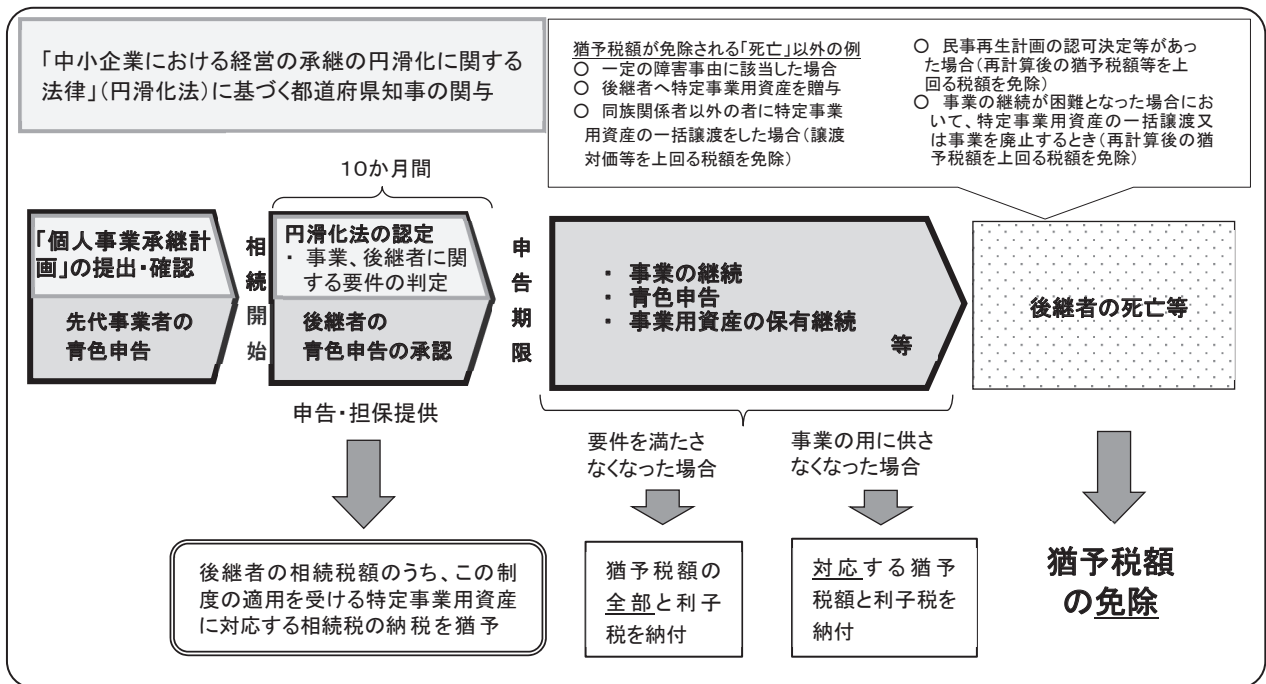 「中小企業における経営の承継の円滑化に関する
法律」(円滑化法)に基づく都道府県知事の関与
猶予税額が免除される「死亡」以外の例
○ 一定の障害事由に該当した場合
○ 後継者へ特定事業用資産を贈与
○ 同族関係者以外の者に特定事業
用資産の一括譲渡をした場合(譲渡
対価等を上回る税額を免除)
○ 民事再生計画の認可決定等があっ
た場合(再計算後の猶予税額等を上
回る税額を免除)
○ 事業の継続が困難となった場合にお
いて、特定事業用資産の一括譲渡又
は事業を廃止するとき(再計算後の猶
予税額を上回る税額を免除)
10か月間
「個人事業承継計
画」の提出・確認
先代事業者の
青色申告
相続開始
円滑化法の認定
・ 事業、後継者に関
する要件の判定
後継者の
青色申告の承認
申告期限
・ 事業の継続
・ 青色申告
・ 事業用資産の保有継続
等
後継者の死亡等
申告・担保提供
要件を満たさ
なくなった場合
事業の用に供さ
なくなった場合
後継者の相続税額のうち、この制
度の適用を受ける特定事業用資産
に対応する相続税の納税を猶予
猶予税額の
全部と利子
税を納付
対応する猶予
税額と利子税を
納付
猶予税額
の免除